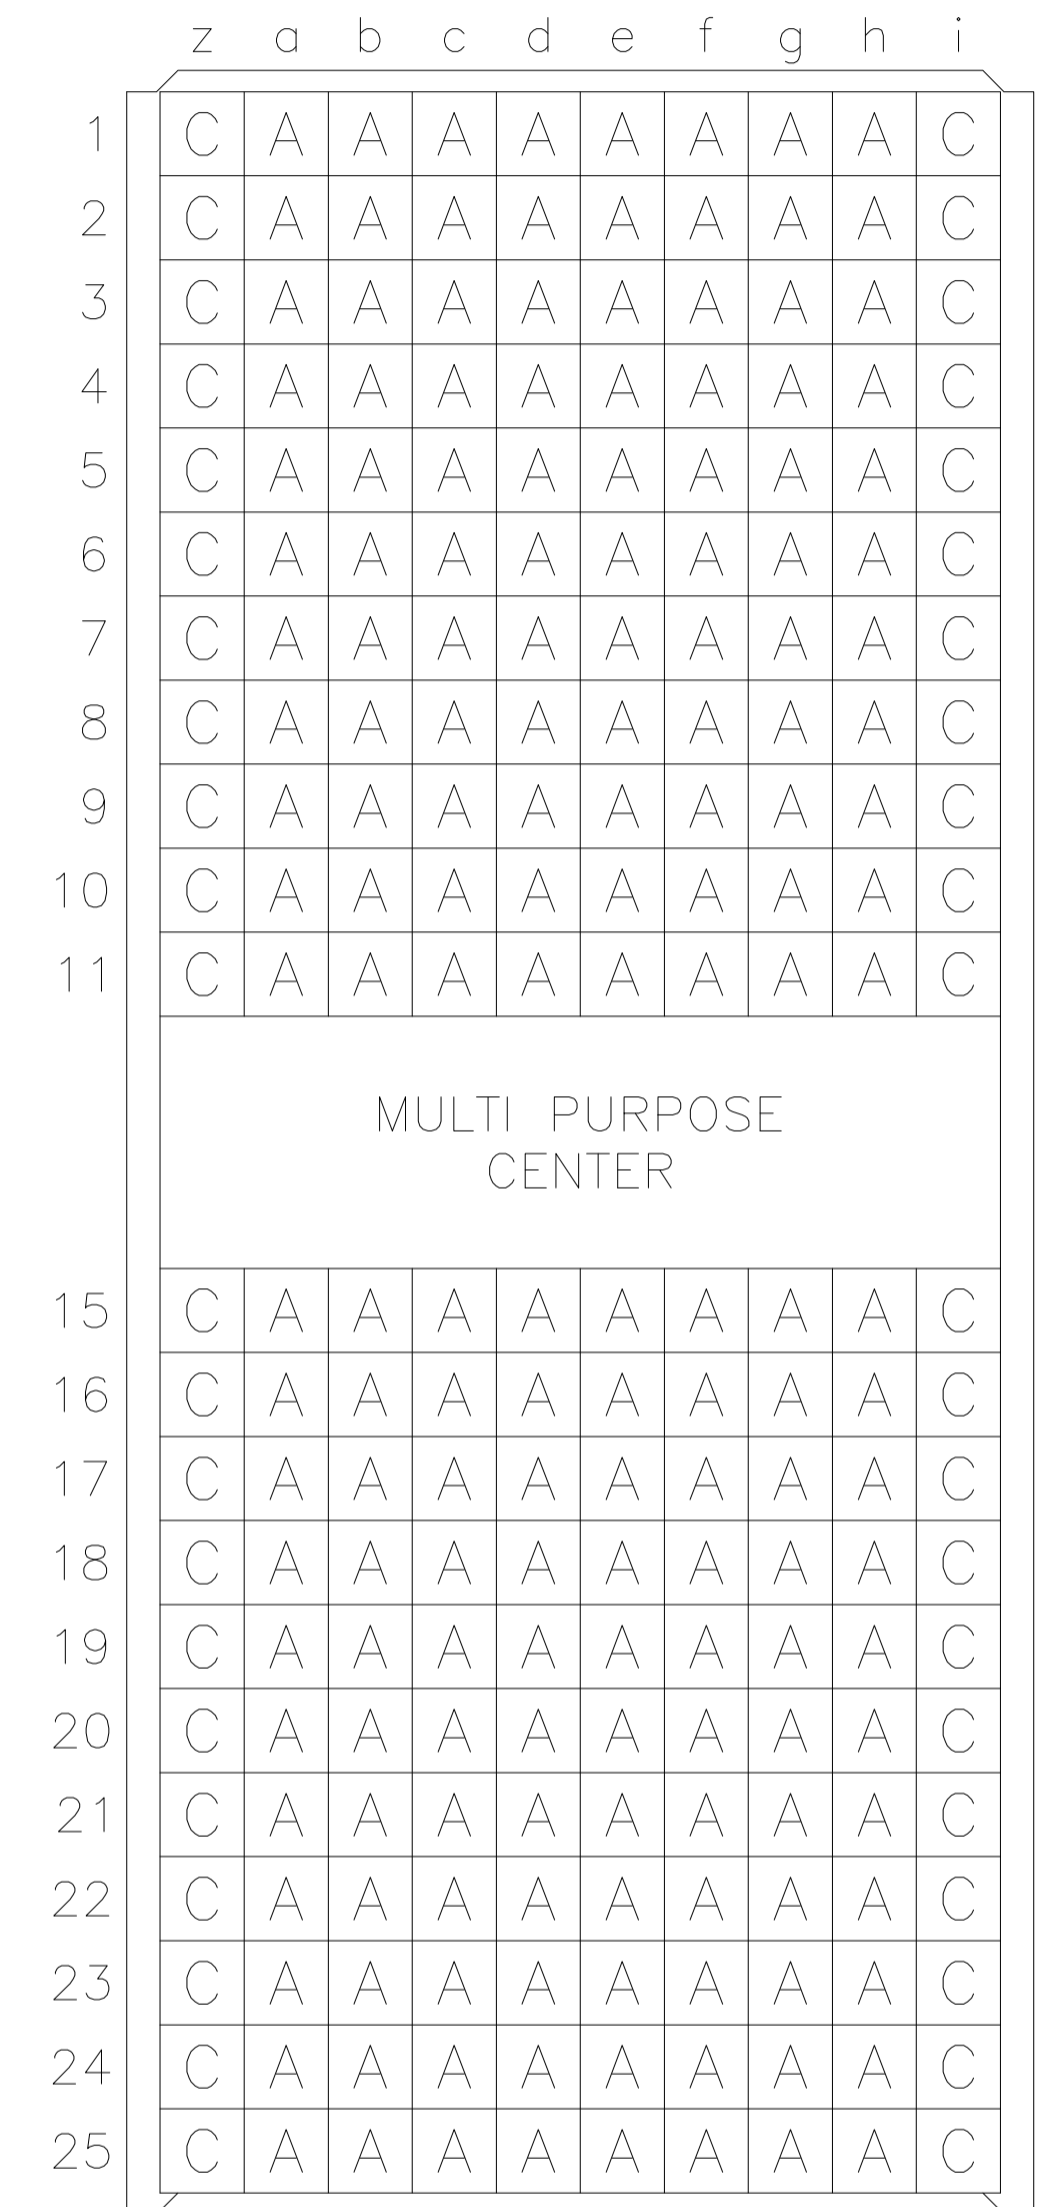 z a b c d e f g h i
1 C A A A A A A A A C
2 C A A A A A A A A C
3 C A A A A A A A A C
4 C A A A A A A A A C
5 C A A A A A A A A C
6 C A A A A A A A A C
7 C A A A A A A A A C
8 C A A A A A A A A C
9 C A A A A A A A A C
10 C A A A A A A A A C
11 C A A A A A A A A C
MULTI PURPOSE
CENTER
15 C A A A A A A A A C
16 C A A A A A A A A C
17 C A A A A A A A A C
18 C A A A A A A A A C
19 C A A A A A A A A C
20 C A A A A A A A A C
21 C A A A A A A A A C
22 C A A A A A A A A C
23 C A A A A A A A A C
24 C A A A A A A A A C
25 C A A A A A A A A C